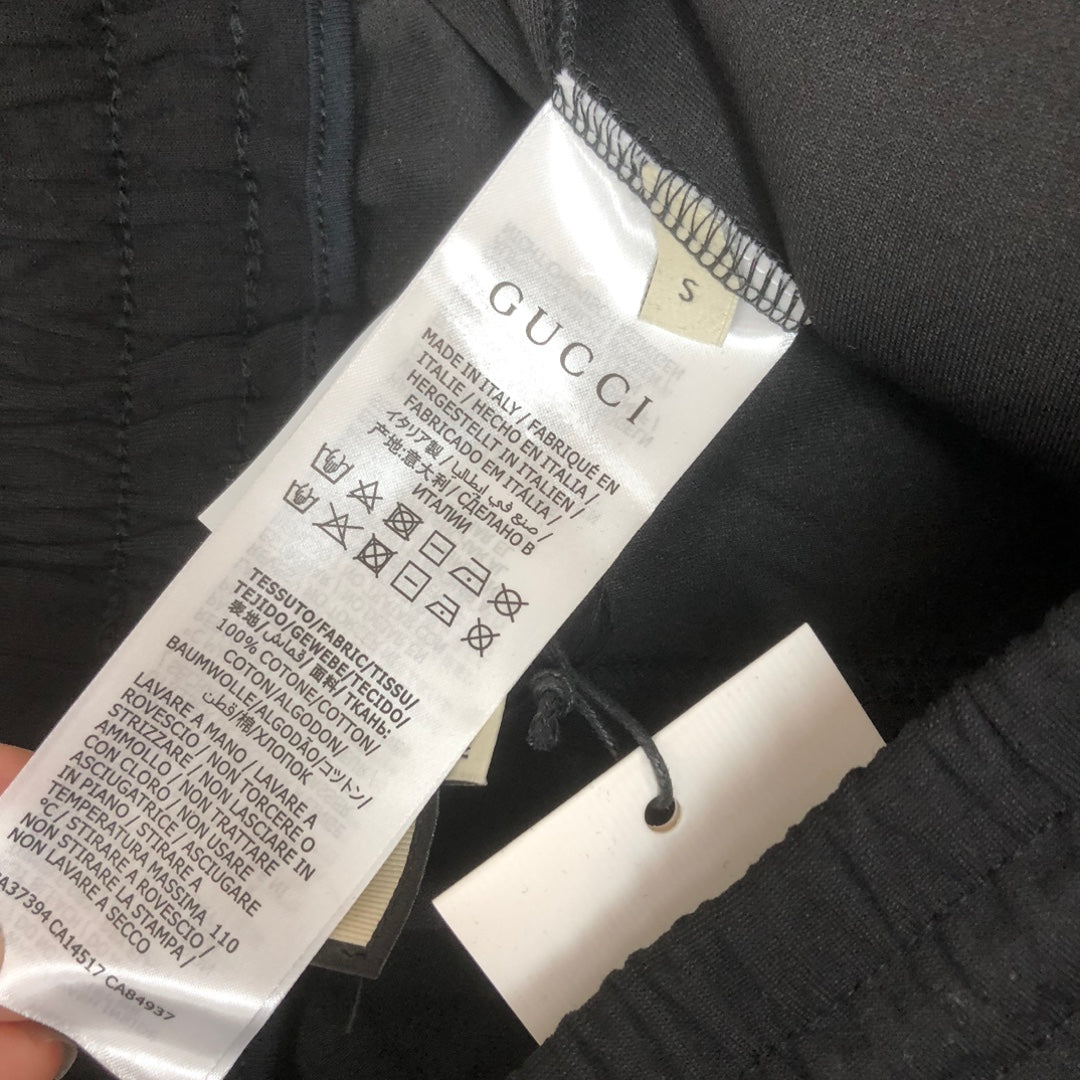 S
GUCCI
MADE IN ITALY / FABRIQUÉ EN
ITALIE / HECHO EN ITALIA /
HERGESTELLT IN ITALIEN /
FABRICADO EM ITÁLIA /
イタリア製 / صنع في إيطاليا /
产地:意大利 / СДЕЛАНО В
ИТАЛИИ
TESSUTO/FABRIC/TISSU/
TEJIDO/GEWEBE/TECIDO/
表地/قماش/面料/ТКАНЬ:
100% COTONE/COTTON/
COTON/ALGODON/
BAUMWOLLE/ALGODÃO/コットン/
قطن/棉/ХЛОПОК
LAVARE A MANO / LAVARE A
ROVESCIO / NON TORCERE O
STRIZZARE / NON LASCIARE IN
AMMOLLO / NON TRATTARE
CON CLORO / NON USARE
ASCIUGATRICE / ASCIUGARE
IN PIANO / STIRARE A
TEMPERATURA MASSIMA 110
°C / STIRARE A ROVESCIO /
NON STIRARE LA STAMPA /
NON LAVARE A SECCO
A37394 CA14517 CA84937